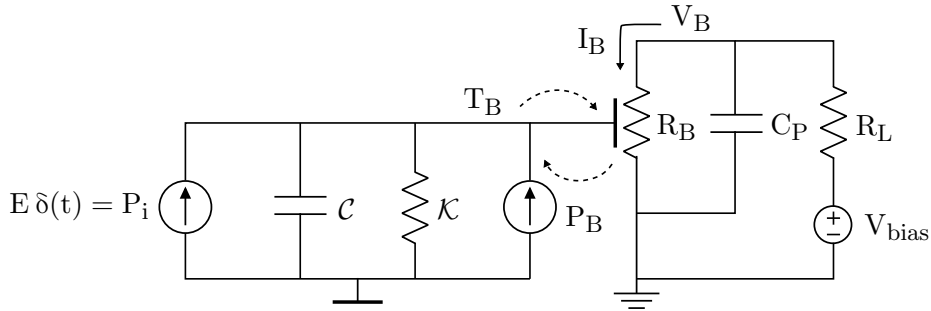 V_B
I_B
T_B
R_B
C_P
R_L
E δ(t) = P_i
𝒞
𝒦
P_B
+
−
V_bias